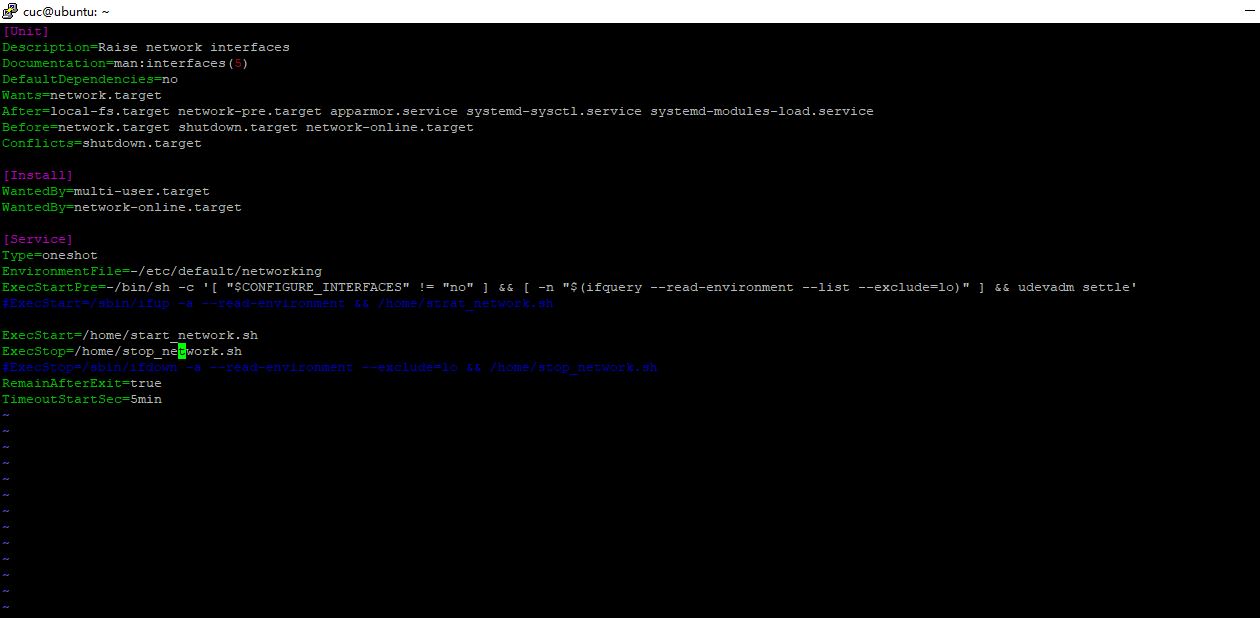 cuc@ubuntu: ~
[Unit]
Description=Raise network interfaces
Documentation=man:interfaces(5)
DefaultDependencies=no
Wants=network.target
After=local-fs.target network-pre.target apparmor.service systemd-sysctl.service systemd-modules-load.service
Before=network.target shutdown.target network-online.target
Conflicts=shutdown.target
[Install]
WantedBy=multi-user.target
WantedBy=network-online.target
[Service]
Type=oneshot
EnvironmentFile=-/etc/default/networking
ExecStartPre=-/bin/sh -c '[ "$CONFIGURE_INTERFACES" != "no" ] && [ -n "$(ifquery --read-environment --list --exclude=lo)" ] && udevadm settle'
#ExecStart=/sbin/ifup -a --read-environment && /home/strat_network.sh
ExecStart=/home/start_network.sh
ExecStop=/home/stop_network.sh
#ExecStop=/sbin/ifdown -a --read-environment --exclude=lo && /home/stop_network.sh
RemainAfterExit=true
TimeoutStartSec=5min
~
~
~
~
~
~
~
~
~
~
~
~
~